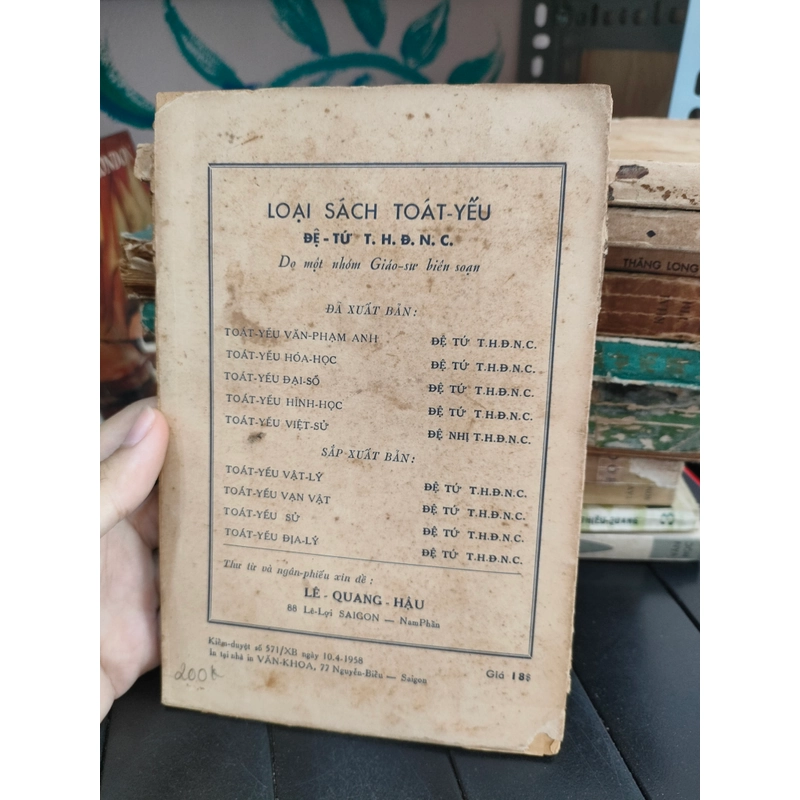 LOẠI SÁCH TOÁT-YẾU
ĐỆ-TỨ T. H. Đ. N. C.
Dọ một nhóm Giáo-sư biên soạn
ĐÃ XUẤT BẢN:
TOÁT-YẾU VĂN-PHẠM ANH ĐỆ TỨ T.H.Đ.N.C.
TOÁT-YẾU HÓA-HỌC ĐỆ TỨ T.H.Đ.N.C.
TOÁT-YẾU ĐẠI-SỐ ĐỆ TỨ T.H.Đ.N.C.
TOÁT-YẾU HÌNH-HỌC ĐỆ TỨ T.H.Đ.N.C.
TOÁT-YẾU VIỆT-SỬ ĐỆ NHỊ T.H.Đ.N.C.
SẮP XUẤT BẢN:
TOÁT-YẾU VẬT-LÝ ĐỆ TỨ T.H.Đ.N.C.
TOÁT-YẾU VẠN VẬT ĐỆ TỨ T.H.Đ.N.C.
TOÁT-YẾU SỬ ĐỆ TỨ T.H.Đ.N.C.
TOÁT-YẾU ĐỊA-LÝ ĐỆ TỨ T.H.Đ.N.C.
Thư từ và ngân-phiếu xin đề :
LÊ - QUANG - HẬU
88 Lê-Lợi SAIGON — NamPhần
Kiểm-duyệt số 571/XB ngày 10.4-1958
In tại nhà in VĂN-KHOA, 77 Nguyễn-Biểu — Saigon
Giá 18$
200k
THĂNG LONG